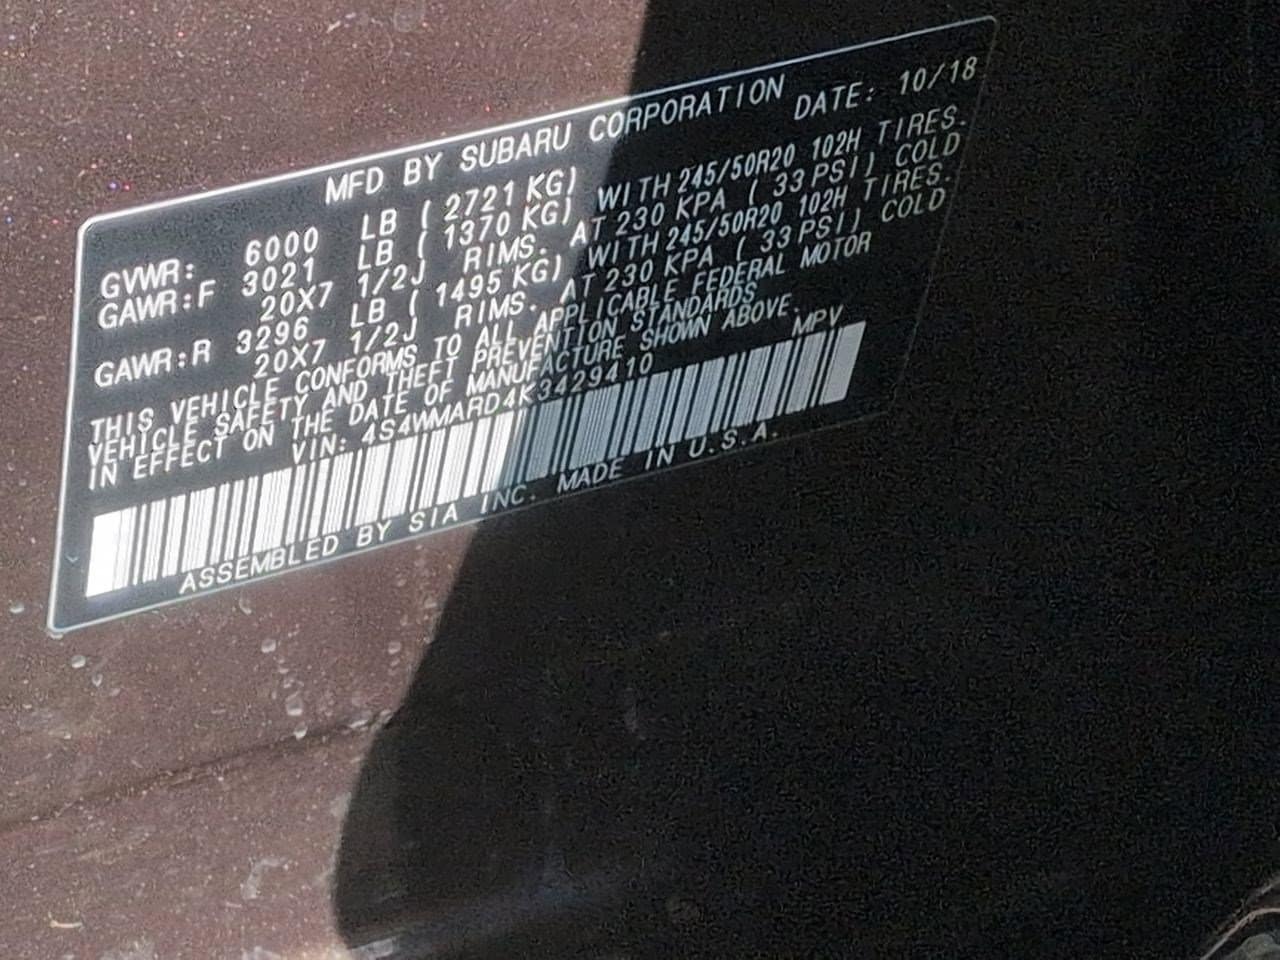 MFD BY SUBARU CORPORATION
DATE: 10/18
GVWR: 6000 LB ( 2721 KG)
GAWR:F 3021 LB ( 1370 KG) WITH 245/50R20 102H TIRES.
20X7 1/2J RIMS. AT 230 KPA ( 33 PSI) COLD
GAWR:R 3296 LB ( 1495 KG) WITH 245/50R20 102H TIRES.
20X7 1/2J RIMS. AT 230 KPA ( 33 PSI) COLD
THIS VEHICLE CONFORMS TO ALL APPLICABLE FEDERAL MOTOR
VEHICLE SAFETY AND THEFT PREVENTION STANDARDS
IN EFFECT ON THE DATE OF MANUFACTURE SHOWN ABOVE.
VIN: 4S4WMARD4K3429410 MPV
ASSEMBLED BY SIA INC. MADE IN U.S.A.